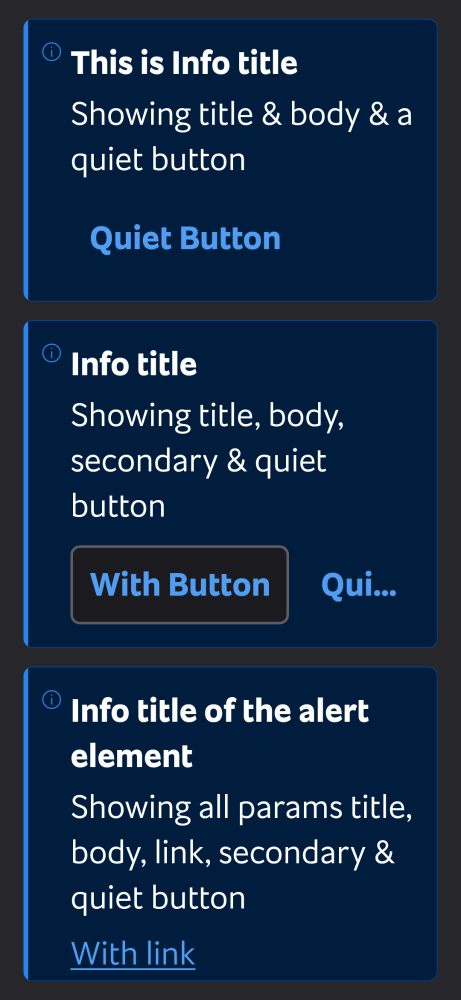 This is Info title
Showing title & body & a
quiet button
Quiet Button
Info title
Showing title, body,
secondary & quiet
button
With Button
Qui...
Info title of the alert
element
Showing all params title,
body, link, secondary &
quiet button
With link